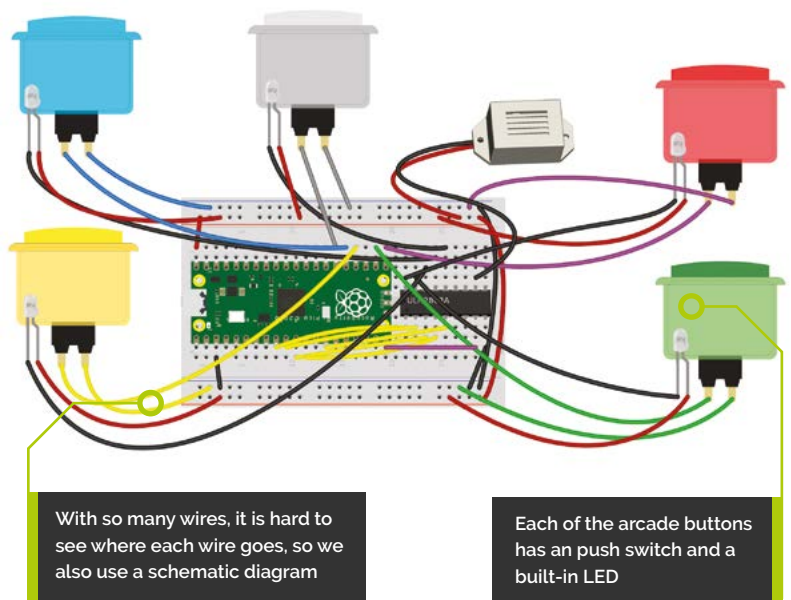 With so many wires, it is hard to
see where each wire goes, so we
also use a schematic diagram
Each of the arcade buttons
has an push switch and a
built-in LED